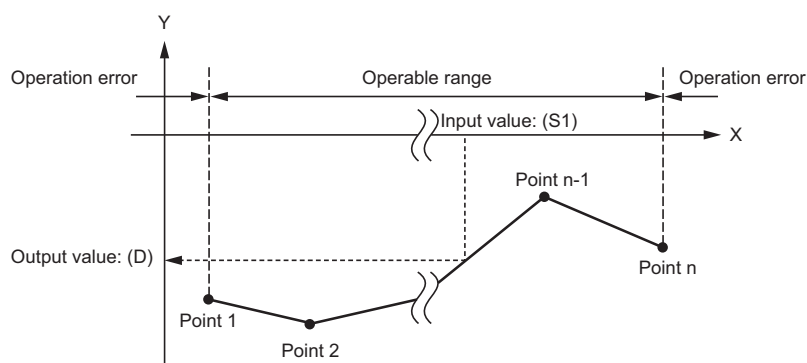 Y
Operation error
Operable range
Operation error
Input value: (S1)
X
Point n-1
Output value: (D)
Point n
Point 1
Point 2